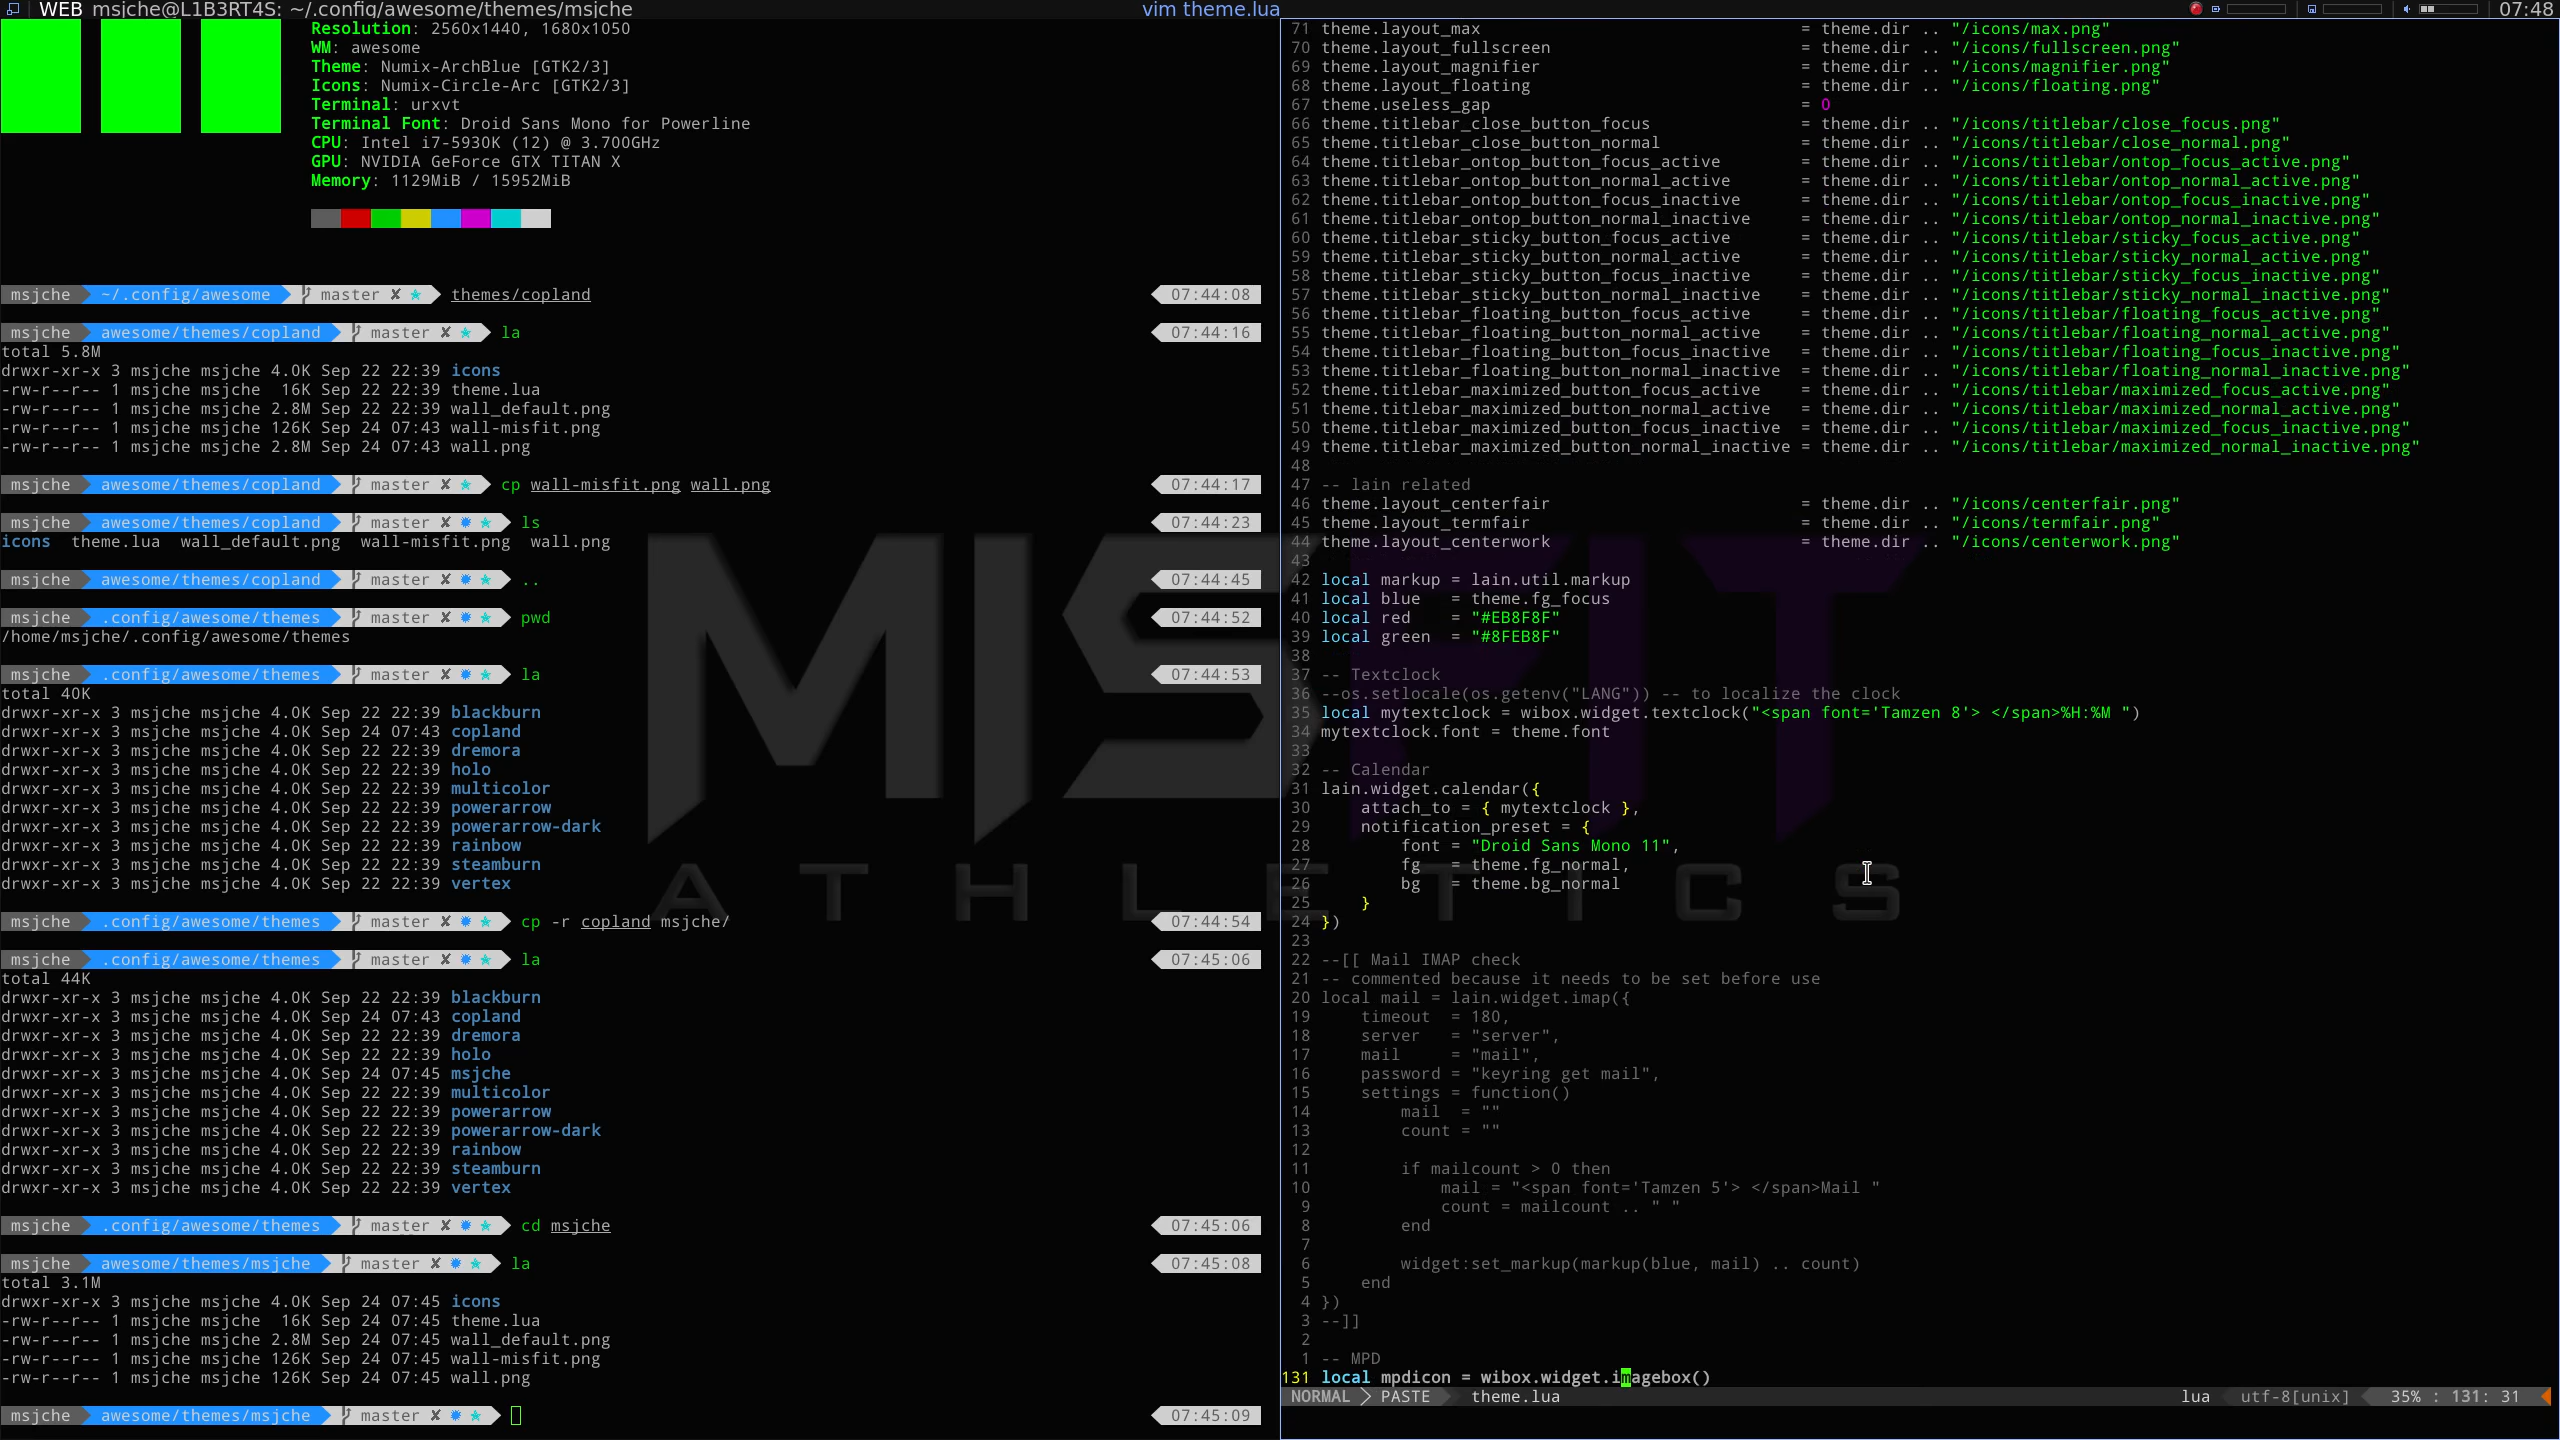 WEB msjche@L1B3RT4S: ~/.config/awesome/themes/msjche
vim theme.lua
07:48
Resolution: 2560x1440, 1680x1050
WM: awesome
Theme: Numix-ArchBlue [GTK2/3]
Icons: Numix-Circle-Arc [GTK2/3]
Terminal: urxvt
Terminal Font: Droid Sans Mono for Powerline
CPU: Intel i7-5930K (12) @ 3.700GHz
GPU: NVIDIA GeForce GTX TITAN X
Memory: 1129MiB / 15952MiB
msjche ~/.config/awesome master ✘ ★ themes/copland 07:44:08
msjche awesome/themes/copland master ✘ ★ la 07:44:16
total 5.8M
drwxr-xr-x 3 msjche msjche 4.0K Sep 22 22:39 icons
-rw-r--r-- 1 msjche msjche  16K Sep 22 22:39 theme.lua
-rw-r--r-- 1 msjche msjche 2.8M Sep 22 22:39 wall_default.png
-rw-r--r-- 1 msjche msjche 126K Sep 24 07:43 wall-misfit.png
-rw-r--r-- 1 msjche msjche 2.8M Sep 24 07:43 wall.png
msjche awesome/themes/copland master ✘ ★ cp wall-misfit.png wall.png 07:44:17
msjche awesome/themes/copland master ✘ ✹ ★ ls 07:44:23
icons  theme.lua  wall_default.png  wall-misfit.png  wall.png
msjche awesome/themes/copland master ✘ ✹ ★ .. 07:44:45
msjche .config/awesome/themes master ✘ ✹ ★ pwd 07:44:52
/home/msjche/.config/awesome/themes
msjche .config/awesome/themes master ✘ ✹ ★ la 07:44:53
total 40K
drwxr-xr-x 3 msjche msjche 4.0K Sep 22 22:39 blackburn
drwxr-xr-x 3 msjche msjche 4.0K Sep 24 07:43 copland
drwxr-xr-x 3 msjche msjche 4.0K Sep 22 22:39 dremora
drwxr-xr-x 3 msjche msjche 4.0K Sep 22 22:39 holo
drwxr-xr-x 3 msjche msjche 4.0K Sep 22 22:39 multicolor
drwxr-xr-x 3 msjche msjche 4.0K Sep 22 22:39 powerarrow
drwxr-xr-x 3 msjche msjche 4.0K Sep 22 22:39 powerarrow-dark
drwxr-xr-x 3 msjche msjche 4.0K Sep 22 22:39 rainbow
drwxr-xr-x 3 msjche msjche 4.0K Sep 22 22:39 steamburn
drwxr-xr-x 3 msjche msjche 4.0K Sep 22 22:39 vertex
msjche .config/awesome/themes master ✘ ✹ ★ cp -r copland msjche/ 07:44:54
msjche .config/awesome/themes master ✘ ✹ ★ la 07:45:06
total 44K
drwxr-xr-x 3 msjche msjche 4.0K Sep 22 22:39 blackburn
drwxr-xr-x 3 msjche msjche 4.0K Sep 24 07:43 copland
drwxr-xr-x 3 msjche msjche 4.0K Sep 22 22:39 dremora
drwxr-xr-x 3 msjche msjche 4.0K Sep 22 22:39 holo
drwxr-xr-x 3 msjche msjche 4.0K Sep 24 07:45 msjche
drwxr-xr-x 3 msjche msjche 4.0K Sep 22 22:39 multicolor
drwxr-xr-x 3 msjche msjche 4.0K Sep 22 22:39 powerarrow
drwxr-xr-x 3 msjche msjche 4.0K Sep 22 22:39 powerarrow-dark
drwxr-xr-x 3 msjche msjche 4.0K Sep 22 22:39 rainbow
drwxr-xr-x 3 msjche msjche 4.0K Sep 22 22:39 steamburn
drwxr-xr-x 3 msjche msjche 4.0K Sep 22 22:39 vertex
msjche .config/awesome/themes master ✘ ✹ ★ cd msjche 07:45:06
msjche awesome/themes/msjche master ✘ ✹ ★ la 07:45:08
total 3.1M
drwxr-xr-x 3 msjche msjche 4.0K Sep 24 07:45 icons
-rw-r--r-- 1 msjche msjche  16K Sep 24 07:45 theme.lua
-rw-r--r-- 1 msjche msjche 2.8M Sep 24 07:45 wall_default.png
-rw-r--r-- 1 msjche msjche 126K Sep 24 07:45 wall-misfit.png
-rw-r--r-- 1 msjche msjche 126K Sep 24 07:45 wall.png
msjche awesome/themes/msjche master ✘ ✹ ★ 07:45:09
71 theme.layout_max = theme.dir .. "/icons/max.png"
70 theme.layout_fullscreen = theme.dir .. "/icons/fullscreen.png"
69 theme.layout_magnifier = theme.dir .. "/icons/magnifier.png"
68 theme.layout_floating = theme.dir .. "/icons/floating.png"
67 theme.useless_gap = 0
66 theme.titlebar_close_button_focus = theme.dir .. "/icons/titlebar/close_focus.png"
65 theme.titlebar_close_button_normal = theme.dir .. "/icons/titlebar/close_normal.png"
64 theme.titlebar_ontop_button_focus_active = theme.dir .. "/icons/titlebar/ontop_focus_active.png"
63 theme.titlebar_ontop_button_normal_active = theme.dir .. "/icons/titlebar/ontop_normal_active.png"
62 theme.titlebar_ontop_button_focus_inactive = theme.dir .. "/icons/titlebar/ontop_focus_inactive.png"
61 theme.titlebar_ontop_button_normal_inactive = theme.dir .. "/icons/titlebar/ontop_normal_inactive.png"
60 theme.titlebar_sticky_button_focus_active = theme.dir .. "/icons/titlebar/sticky_focus_active.png"
59 theme.titlebar_sticky_button_normal_active = theme.dir .. "/icons/titlebar/sticky_normal_active.png"
58 theme.titlebar_sticky_button_focus_inactive = theme.dir .. "/icons/titlebar/sticky_focus_inactive.png"
57 theme.titlebar_sticky_button_normal_inactive = theme.dir .. "/icons/titlebar/sticky_normal_inactive.png"
56 theme.titlebar_floating_button_focus_active = theme.dir .. "/icons/titlebar/floating_focus_active.png"
55 theme.titlebar_floating_button_normal_active = theme.dir .. "/icons/titlebar/floating_normal_active.png"
54 theme.titlebar_floating_button_focus_inactive = theme.dir .. "/icons/titlebar/floating_focus_inactive.png"
53 theme.titlebar_floating_button_normal_inactive = theme.dir .. "/icons/titlebar/floating_normal_inactive.png"
52 theme.titlebar_maximized_button_focus_active = theme.dir .. "/icons/titlebar/maximized_focus_active.png"
51 theme.titlebar_maximized_button_normal_active = theme.dir .. "/icons/titlebar/maximized_normal_active.png"
50 theme.titlebar_maximized_button_focus_inactive = theme.dir .. "/icons/titlebar/maximized_focus_inactive.png"
49 theme.titlebar_maximized_button_normal_inactive = theme.dir .. "/icons/titlebar/maximized_normal_inactive.png"
48
47 -- lain related
46 theme.layout_centerfair = theme.dir .. "/icons/centerfair.png"
45 theme.layout_termfair = theme.dir .. "/icons/termfair.png"
44 theme.layout_centerwork = theme.dir .. "/icons/centerwork.png"
43
42 local markup = lain.util.markup
41 local blue   = theme.fg_focus
40 local red    = "#EB8F8F"
39 local green  = "#8FEB8F"
38
37 -- Textclock
36 --os.setlocale(os.getenv("LANG")) -- to localize the clock
35 local mytextclock = wibox.widget.textclock("<span font='Tamzen 8'> </span>%H:%M ")
34 mytextclock.font = theme.font
33
32 -- Calendar
31 lain.widget.calendar({
30     attach_to = { mytextclock },
29     notification_preset = {
28         font = "Droid Sans Mono 11",
27         fg   = theme.fg_normal,
26         bg   = theme.bg_normal
25     }
24 })
23
22 --[[ Mail IMAP check
21 -- commented because it needs to be set before use
20 local mail = lain.widget.imap({
19     timeout  = 180,
18     server   = "server",
17     mail     = "mail",
16     password = "keyring get mail",
15     settings = function()
14         mail  = ""
13         count = ""
12
11         if mailcount > 0 then
10             mail = "<span font='Tamzen 5'> </span>Mail "
9             count = mailcount .. " "
8         end
7
6         widget:set_markup(markup(blue, mail) .. count)
5     end
4 })
3 --]]
2
1 -- MPD
131 local mpdicon = wibox.widget.imagebox()
NORMAL PASTE theme.lua lua utf-8[unix] 35% : 131: 31
MISFIT
ATHLETICS